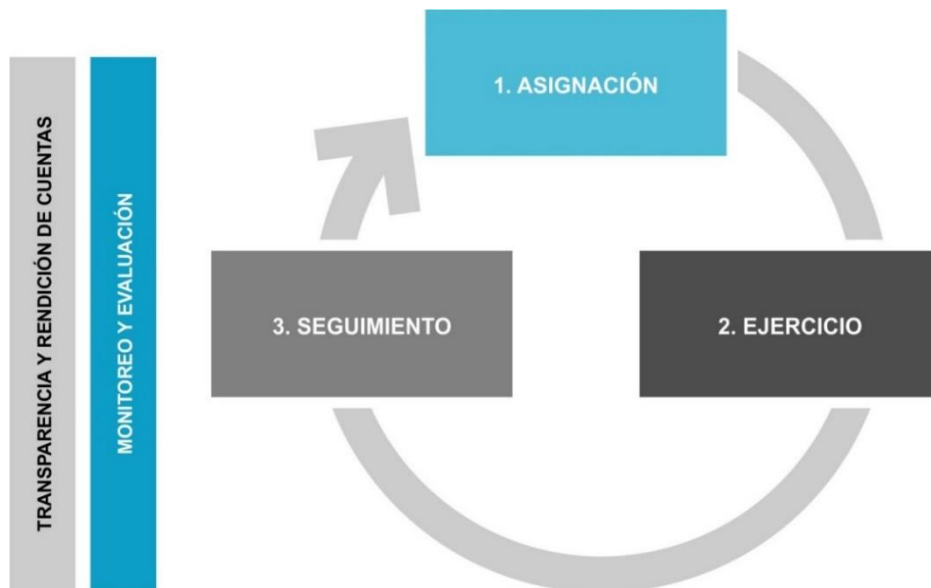 TRANSPARENCIA Y RENDICIÓN DE CUENTAS
MONITOREO Y EVALUACIÓN
1. ASIGNACIÓN
3. SEGUIMIENTO
2. EJERCICIO